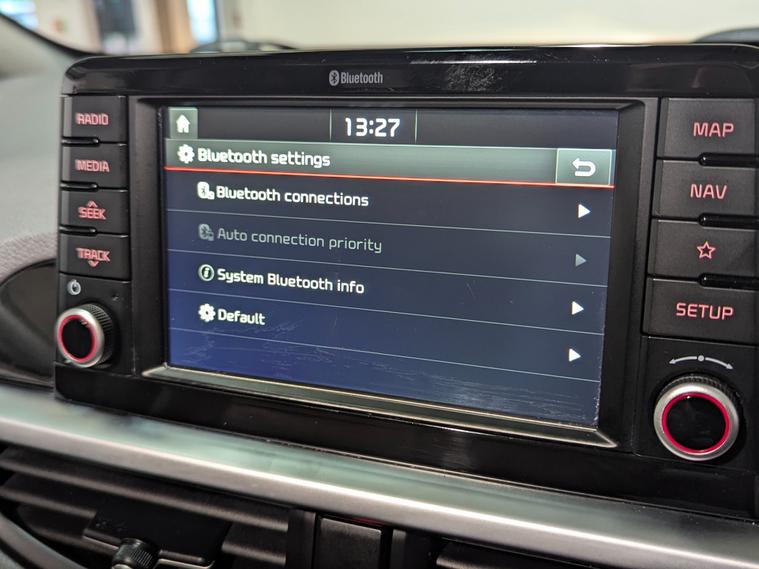 Bluetooth
RADIO
MEDIA
SEEK
TRACK
13:27
Bluetooth settings
Bluetooth connections
Auto connection priority
System Bluetooth info
Default
MAP
NAV
SETUP